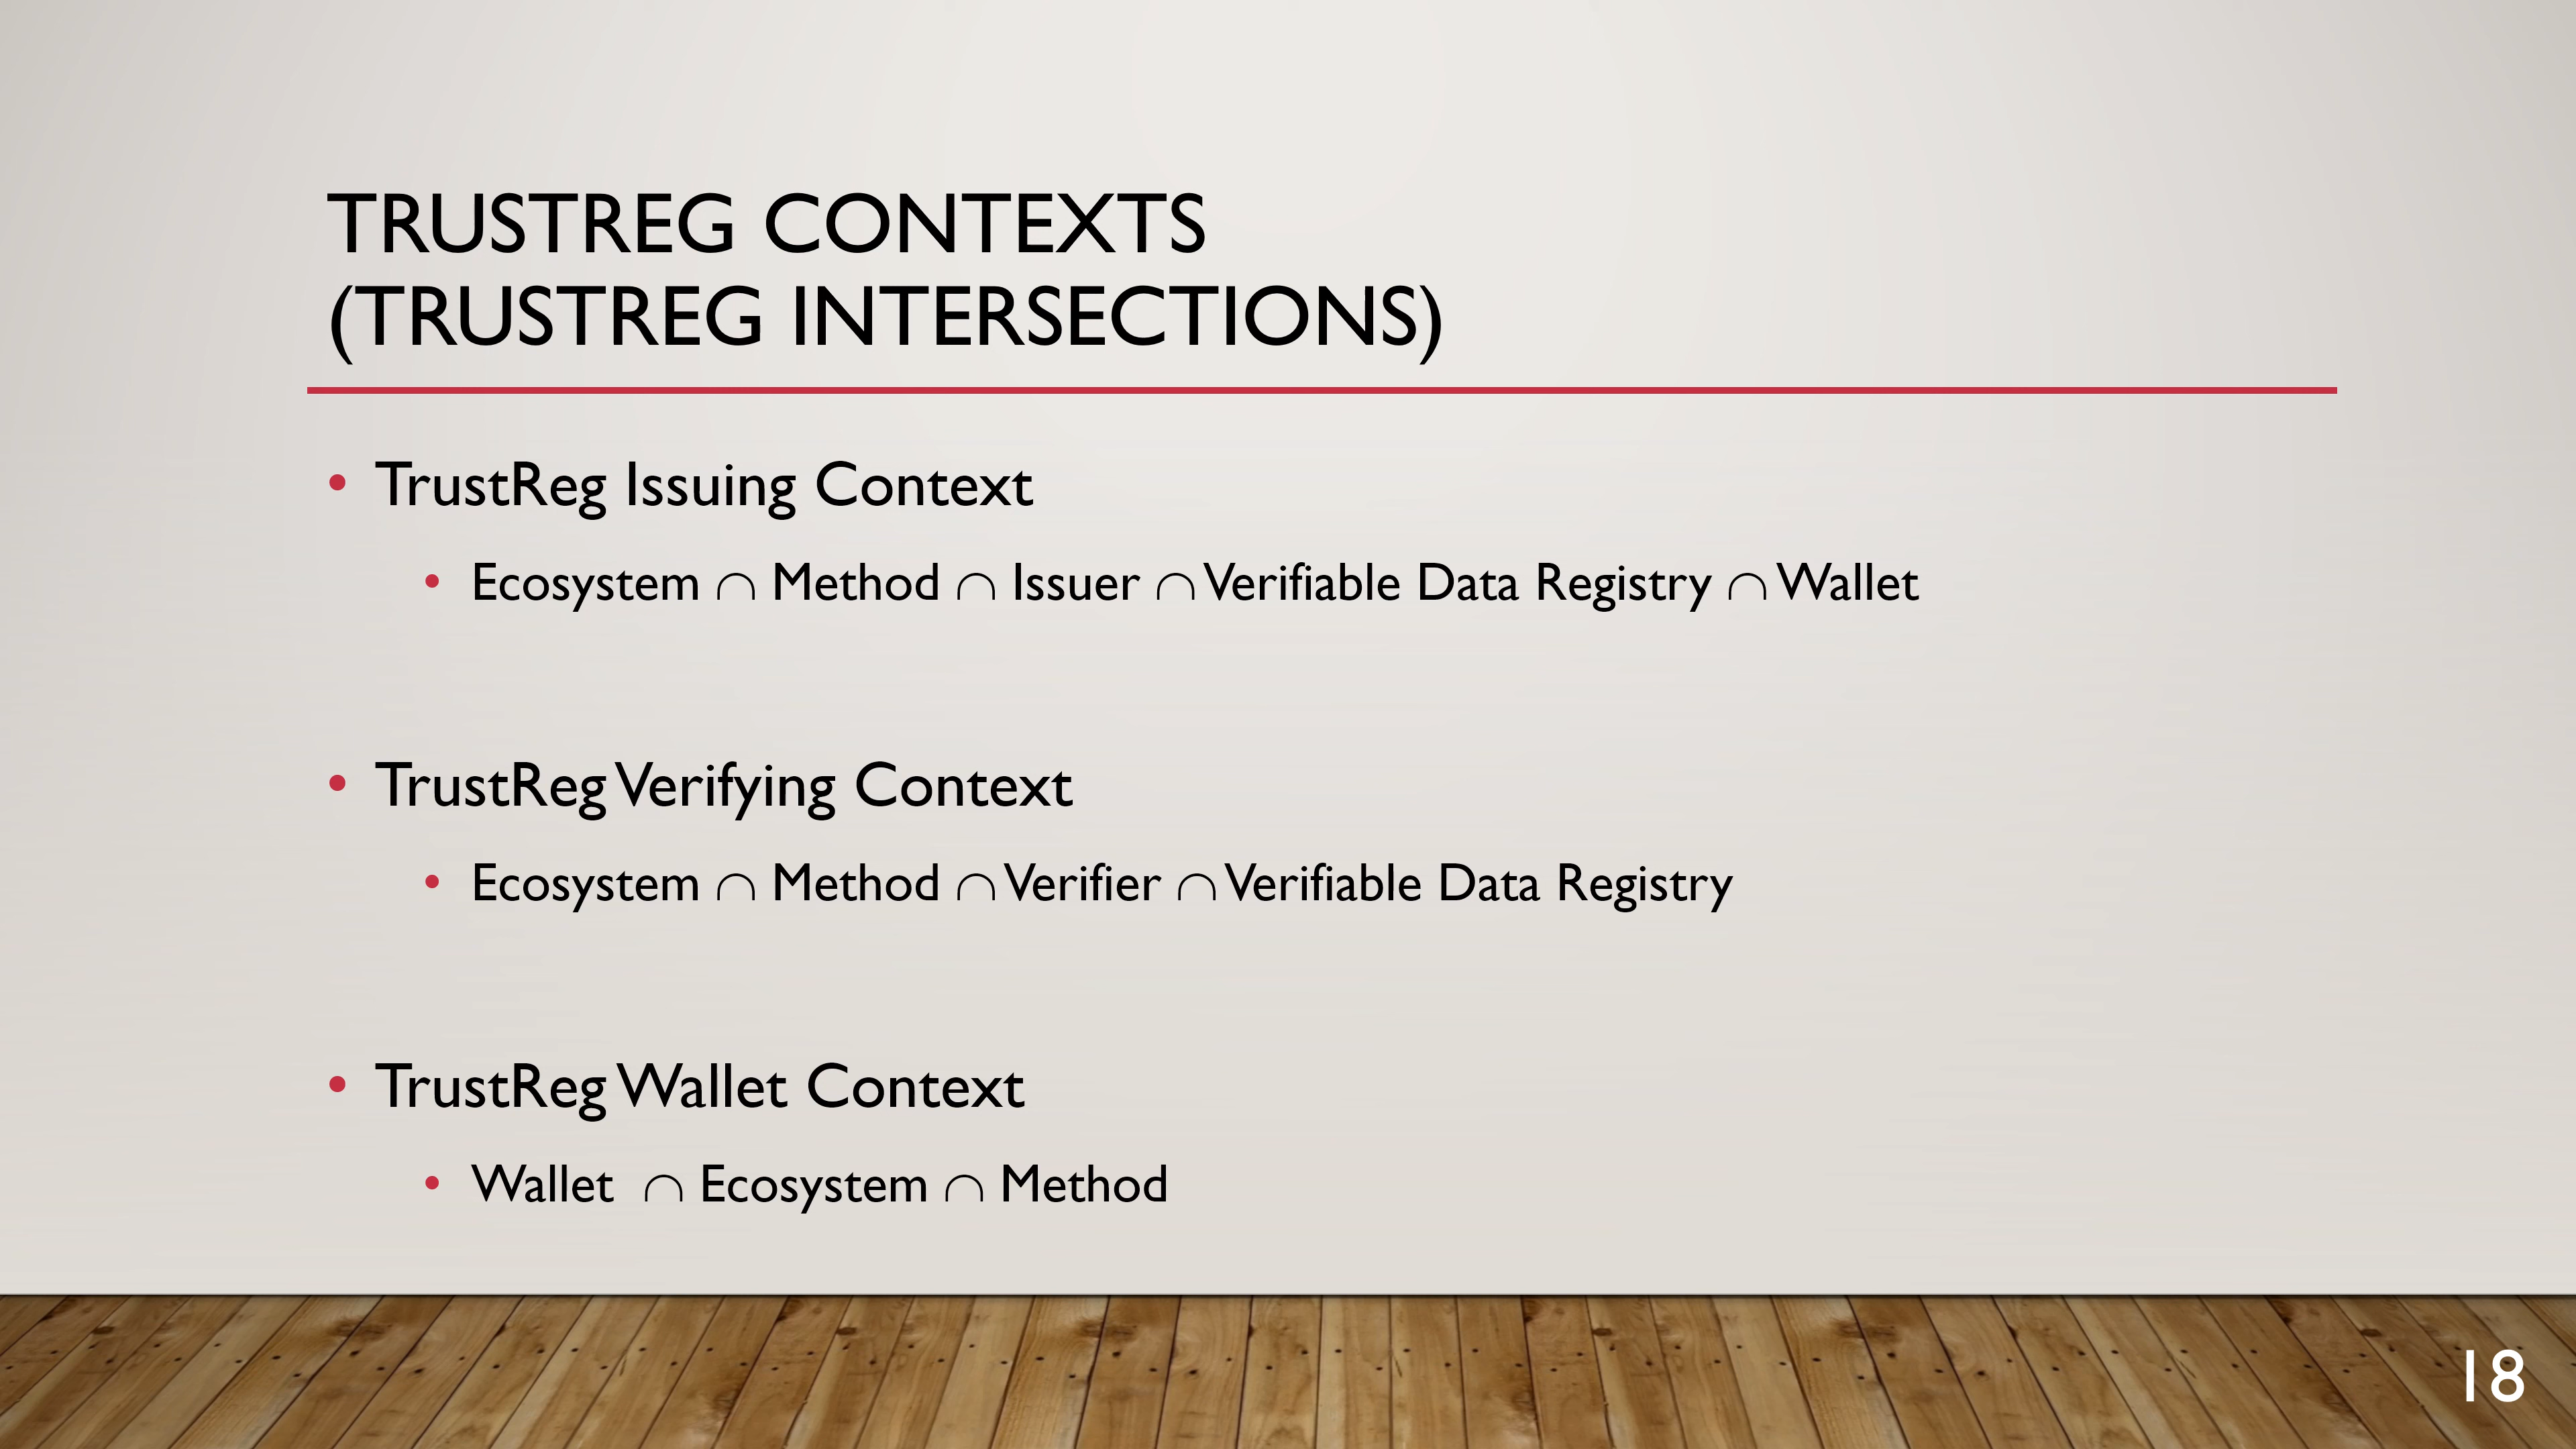 TRUSTREG CONTEXTS
(TRUSTREG INTERSECTIONS)
• TrustReg Issuing Context
• Ecosystem ∩ Method ∩ Issuer ∩ Verifiable Data Registry ∩ Wallet
• TrustReg Verifying Context
• Ecosystem ∩ Method ∩ Verifier ∩ Verifiable Data Registry
• TrustReg Wallet Context
• Wallet ∩ Ecosystem ∩ Method
18